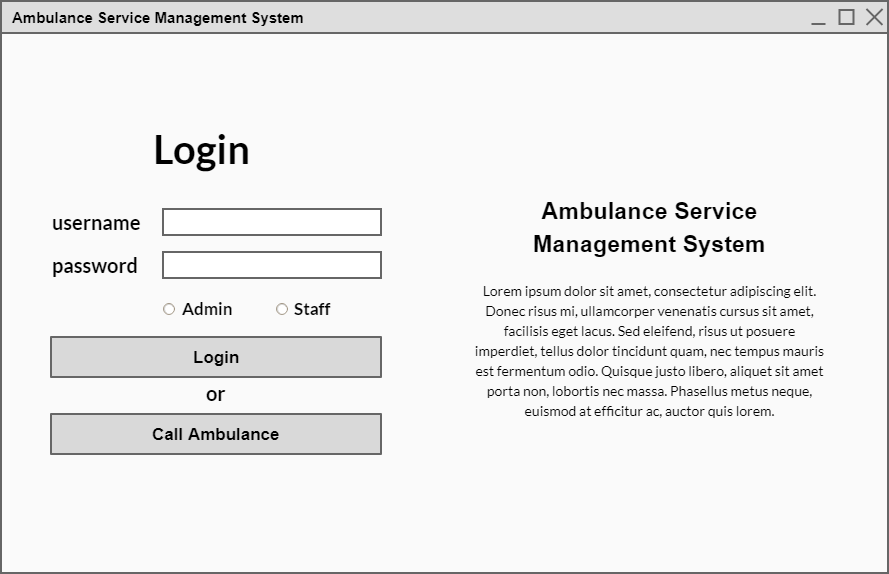 Ambulance Service Management System
Login
username
password
Admin Staff
Login
or
Call Ambulance
Ambulance Service
Management System
Lorem ipsum dolor sit amet, consectetur adipiscing elit.
Donec risus mi, ullamcorper venenatis cursus sit amet,
facilisis eget lacus. Sed eleifend, risus ut posuere
imperdiet, tellus dolor tincidunt quam, nec tempus mauris
est fermentum odio. Quisque justo libero, aliquet sit amet
porta non, lobortis nec massa. Phasellus metus neque,
euismod at efficitur ac, auctor quis lorem.